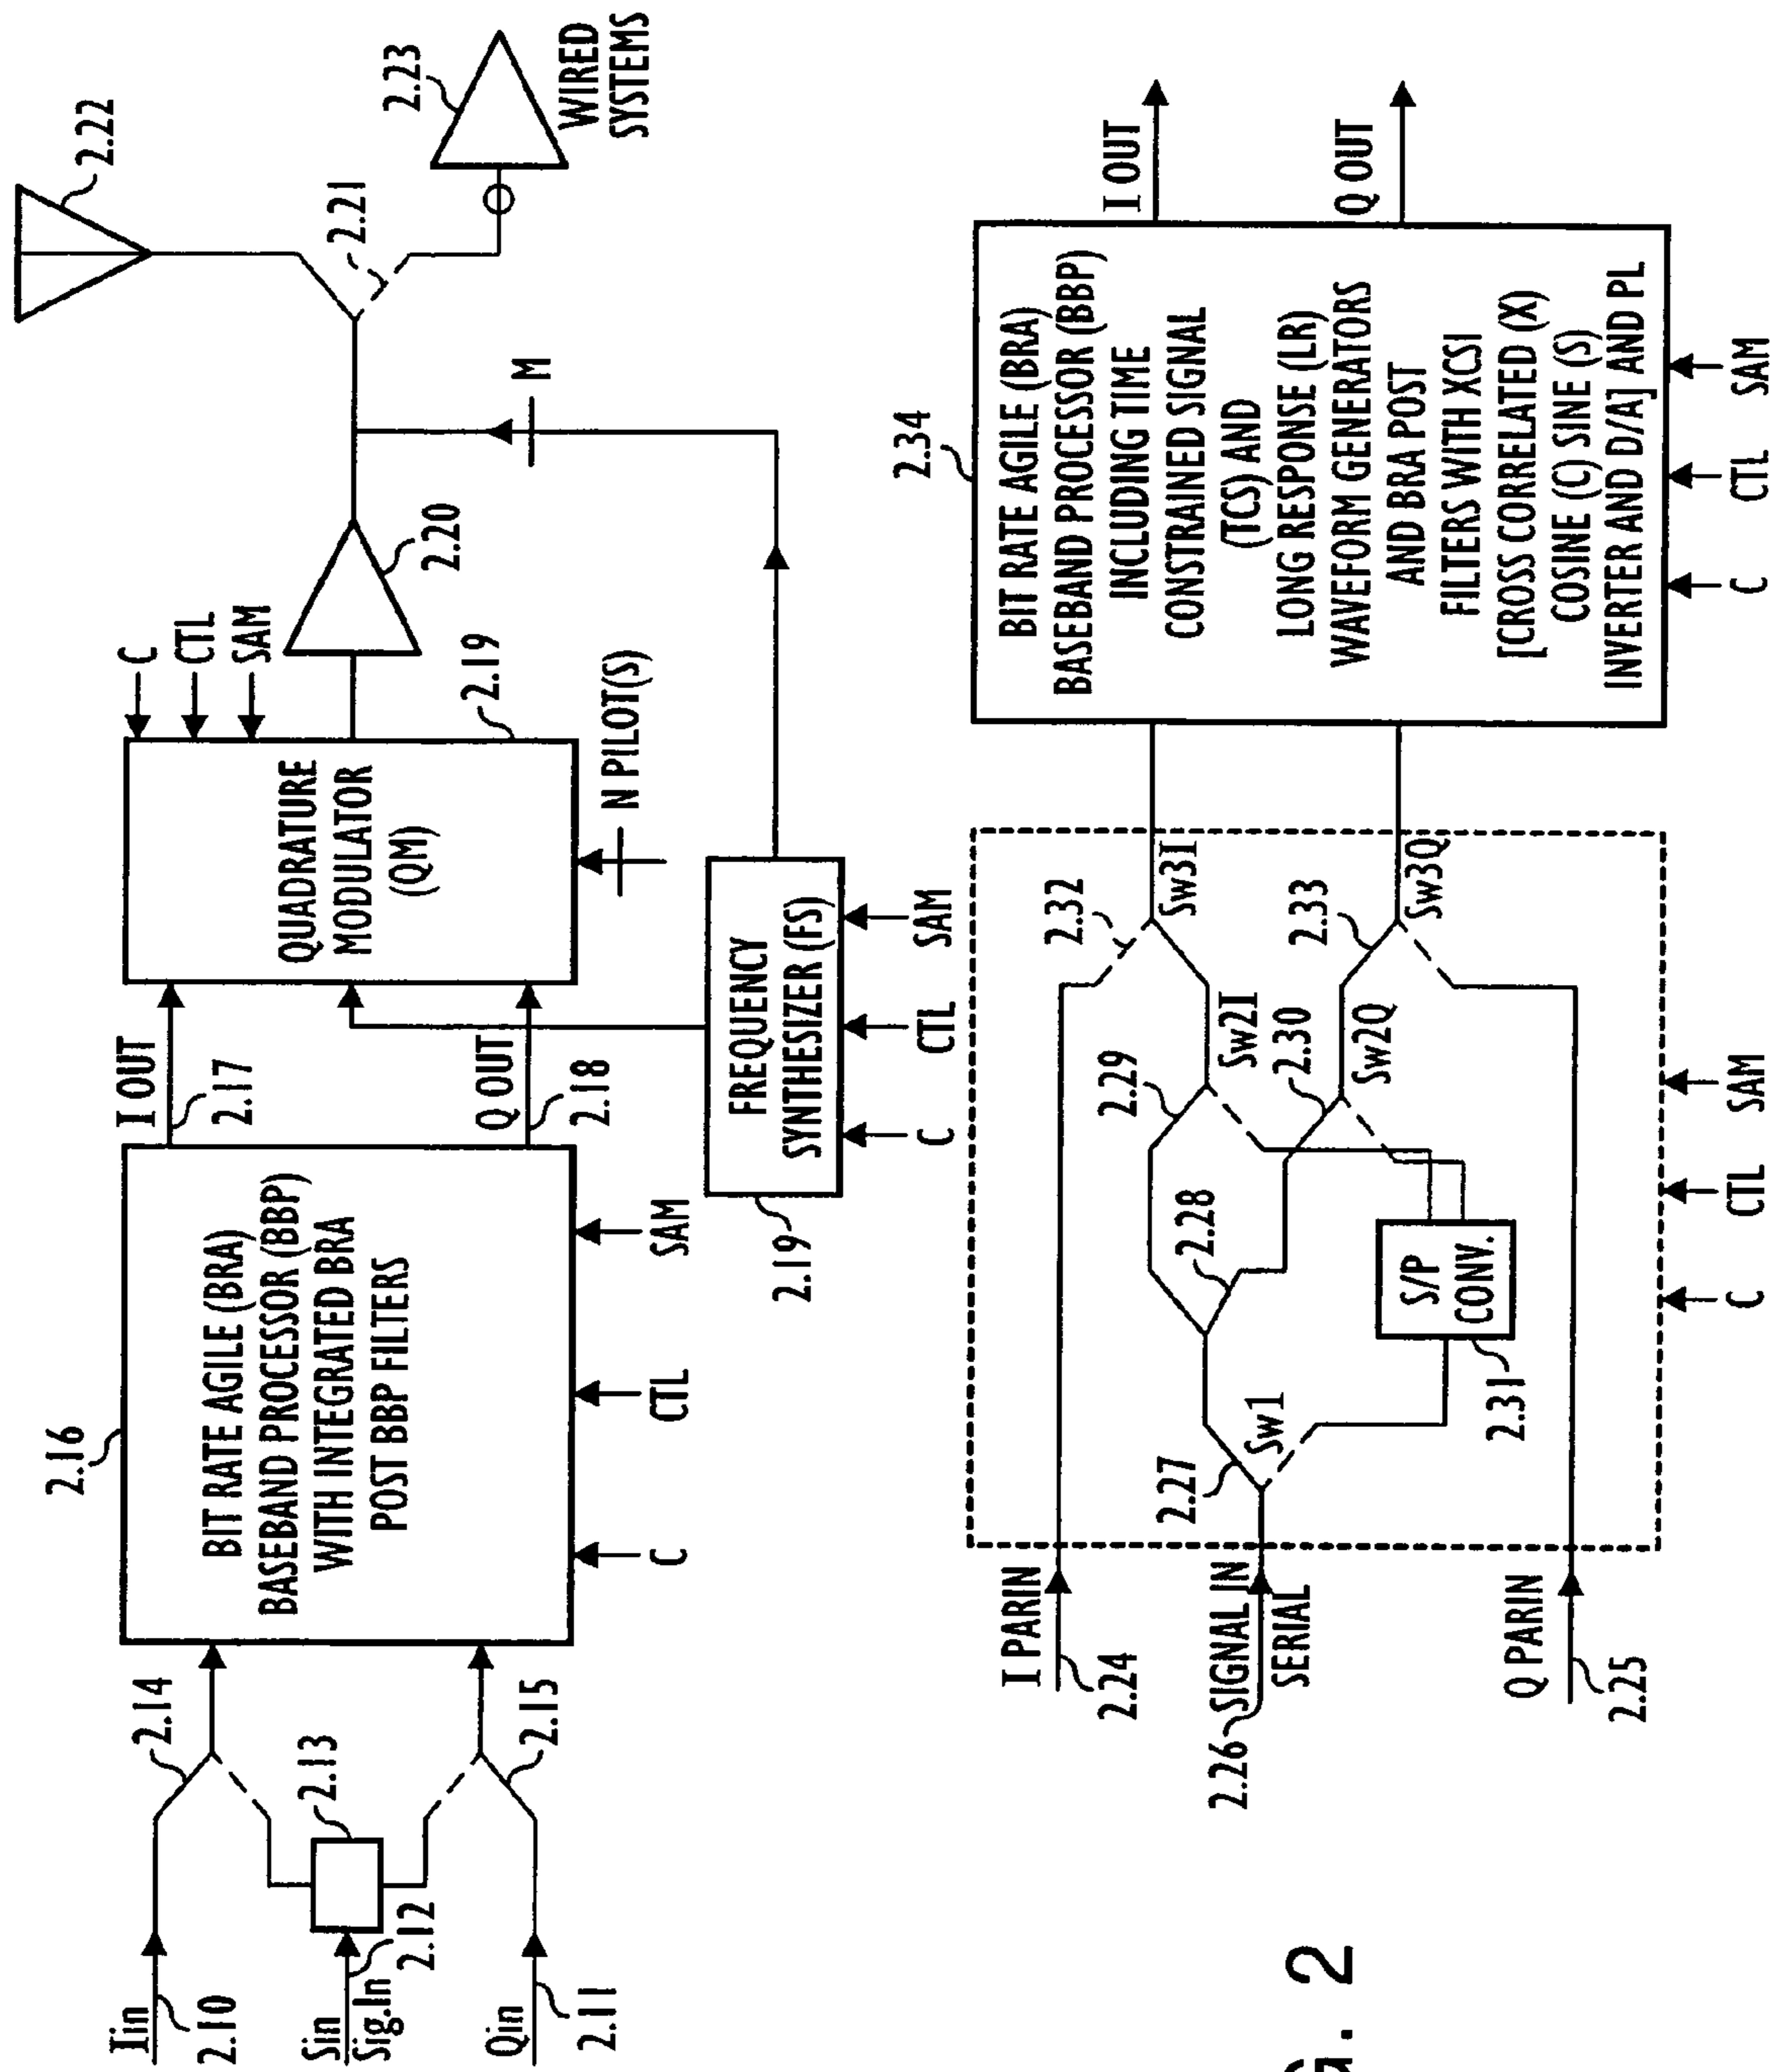 Iin
2.10
Sin
Sig.In
2.12
Qin
2.11
2.13
2.14
2.15
2.16
BIT RATE AGILE (BRA)
BASEBAND PROCESSOR (BBP)
WITH INTEGRATED BRA
POST BBP FILTERS
C
CTL
SAM
I OUT
2.17
Q OUT
2.18
QUADRATURE
MODULATOR
(QM)
2.19
C
CTL
SAM
N PILOT(S)
FREQUENCY
SYNTHESIZER (FS)
2.19
C
CTL
SAM
2.20
M
2.21
2.22
2.23
WIRED
SYSTEMS
I PARIN
2.24
2.26
SIGNAL IN
SERIAL
Q PARIN
2.25
2.27
Sw1
2.28
2.29
Sw2I
2.30
Sw2Q
S/P
CONV.
2.31
2.32
Sw3I
2.33
Sw3Q
C
CTL
SAM
2.34
BIT RATE AGILE (BRA)
BASEBAND PROCESSOR (BBP)
INCLUDING TIME
CONSTRAINED SIGNAL
(TCS) AND
LONG RESPONSE (LR)
WAVEFORM GENERATORS
AND BRA POST
FILTERS WITH XCSI
[CROSS CORRELATED (X)
COSINE (C) SINE (S)
INVERTER AND D/A] AND PL
C
CTL
SAM
I OUT
Q OUT
G. 2